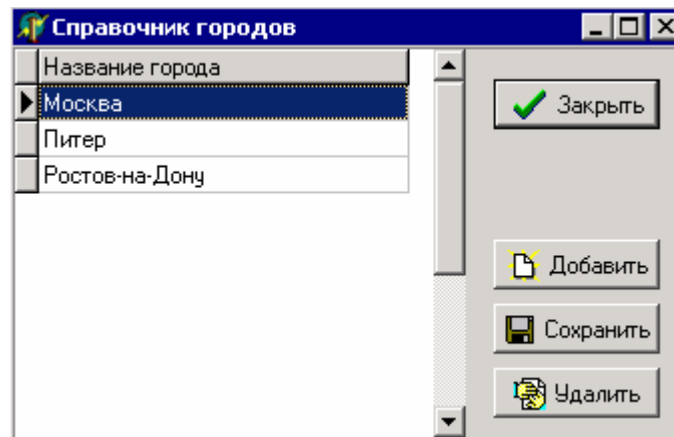 Справочник городов
Название города
Москва
Питер
Ростов-на-Дону
Закрыть
Добавить
Сохранить
Удалить